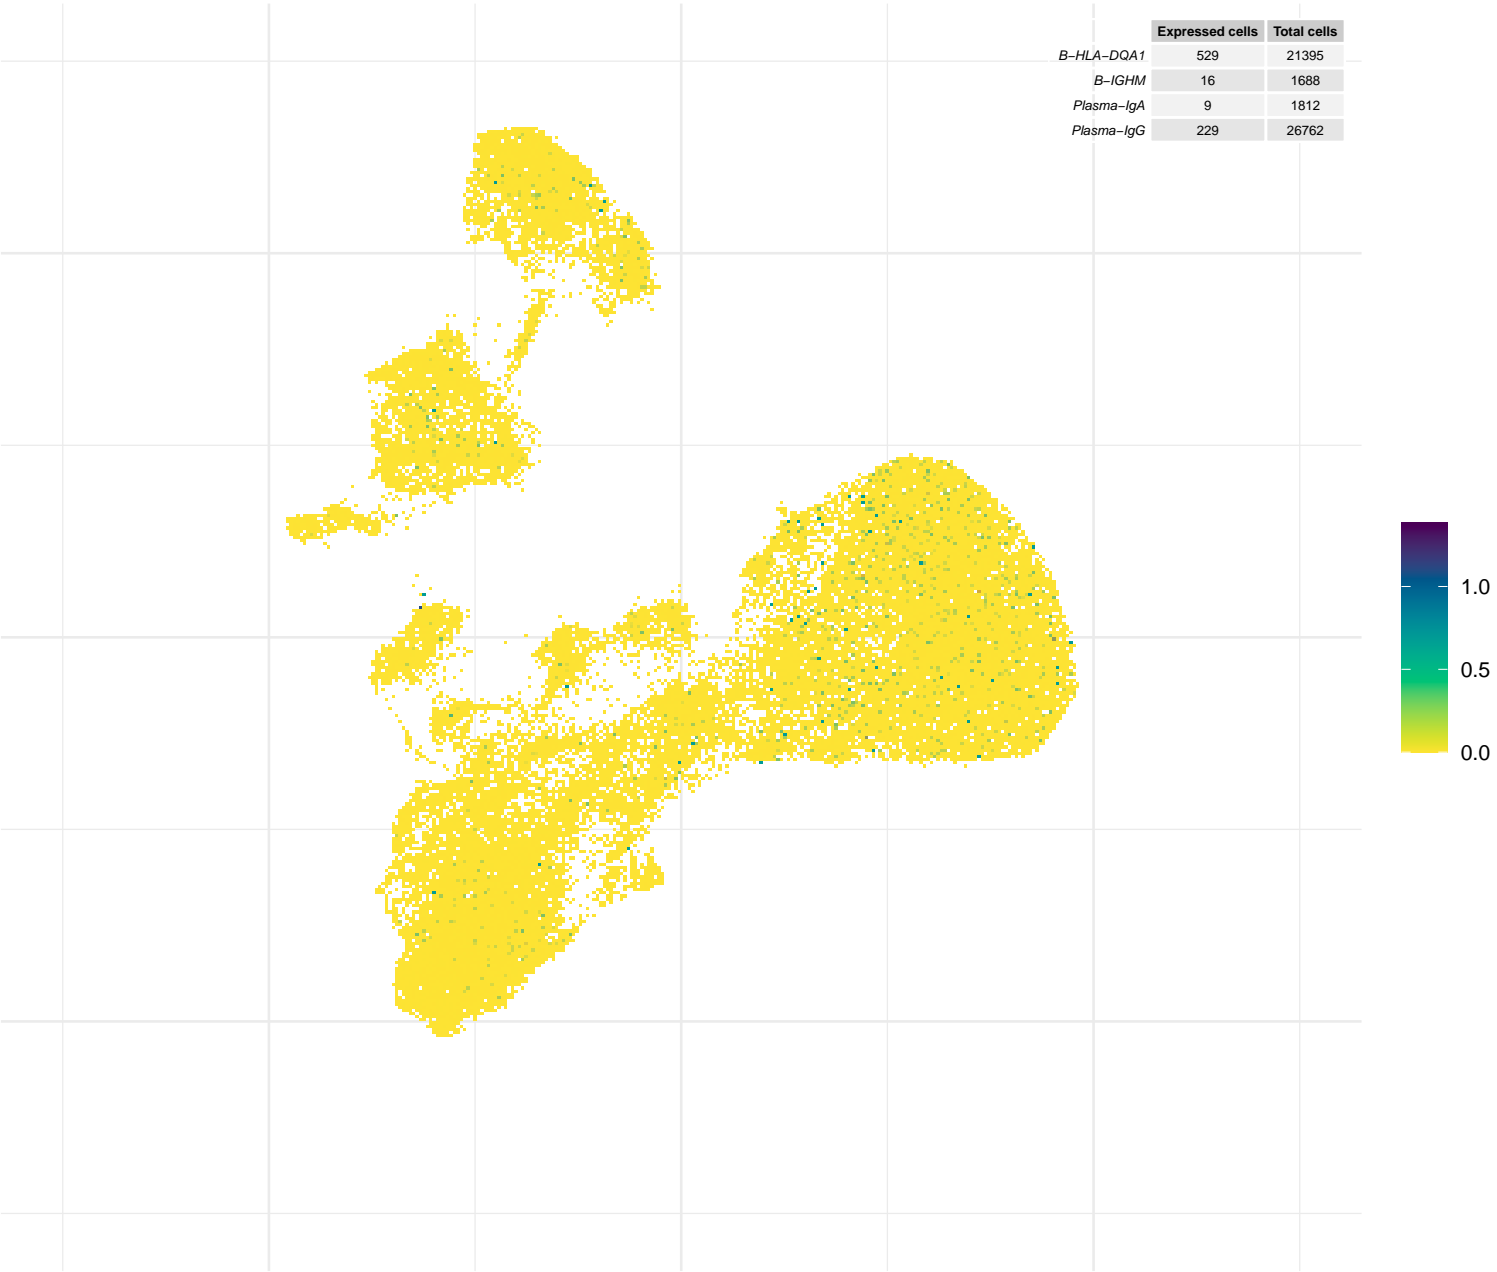 Expressed cells Total cells
B−HLA−DQA1 529 21395
B−IGHM 16 1688
Plasma−IgA 9 1812
Plasma−IgG 229 26762
1.0
0.5
0.0